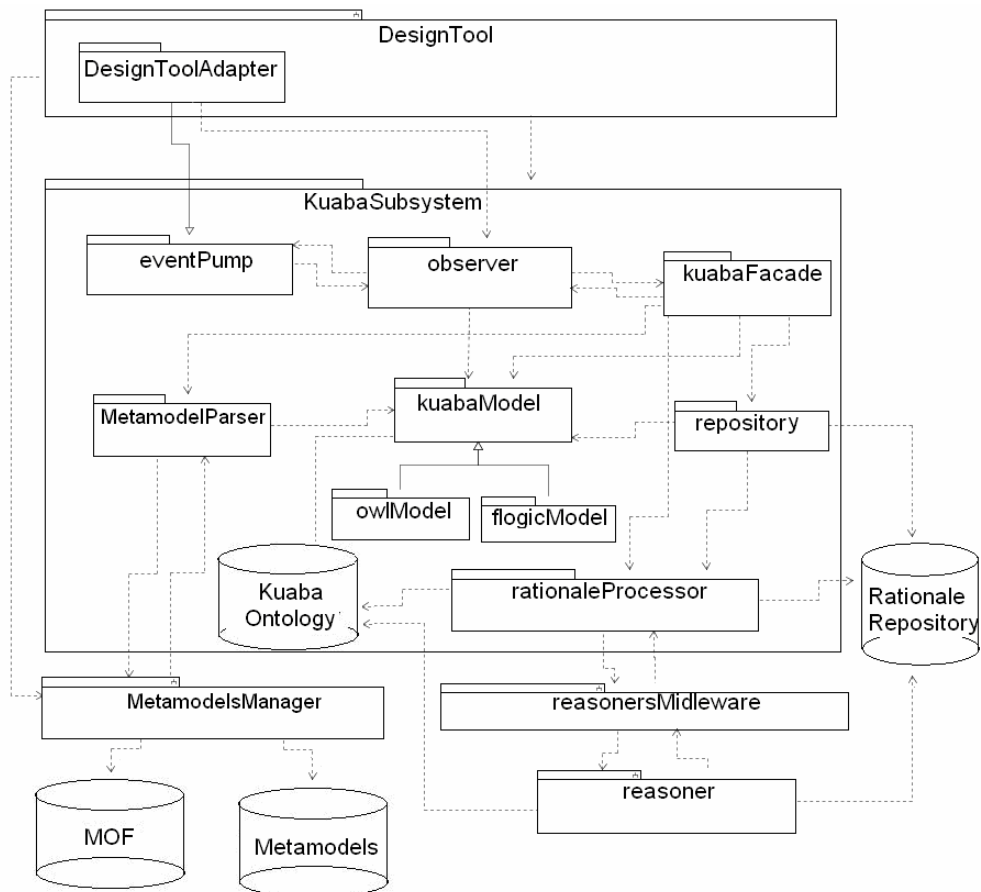 DesignTool
DesignToolAdapter
KuabaSubsystem
eventPump
observer
kuabaFacade
MetamodelParser
kuabaModel
repository
owlModel
flogicModel
Kuaba
Ontology
rationaleProcessor
Rationale
Repository
MetamodelsManager
reasonersMidleware
reasoner
MOF
Metamodels